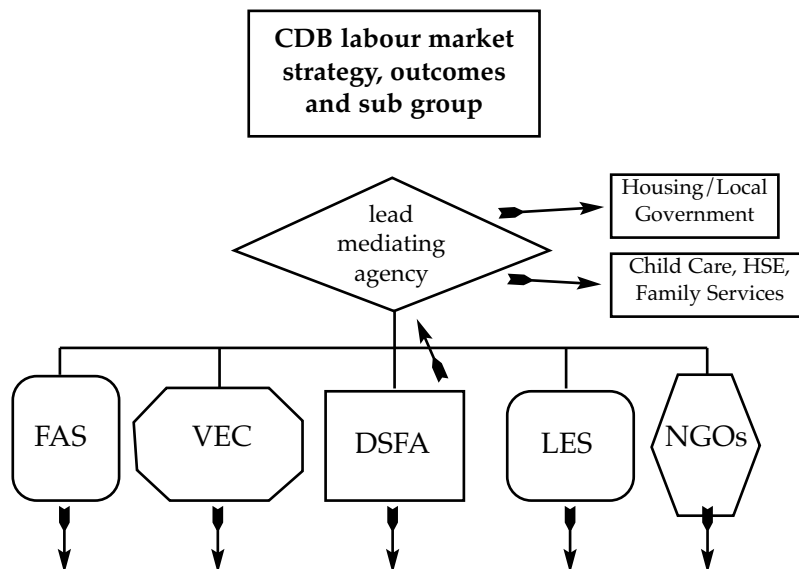 CDB labour market
strategy, outcomes
and sub group
lead
mediating
agency
Housing/Local
Government
Child Care, HSE,
Family Services
FAS
VEC
DSFA
LES
NGOs